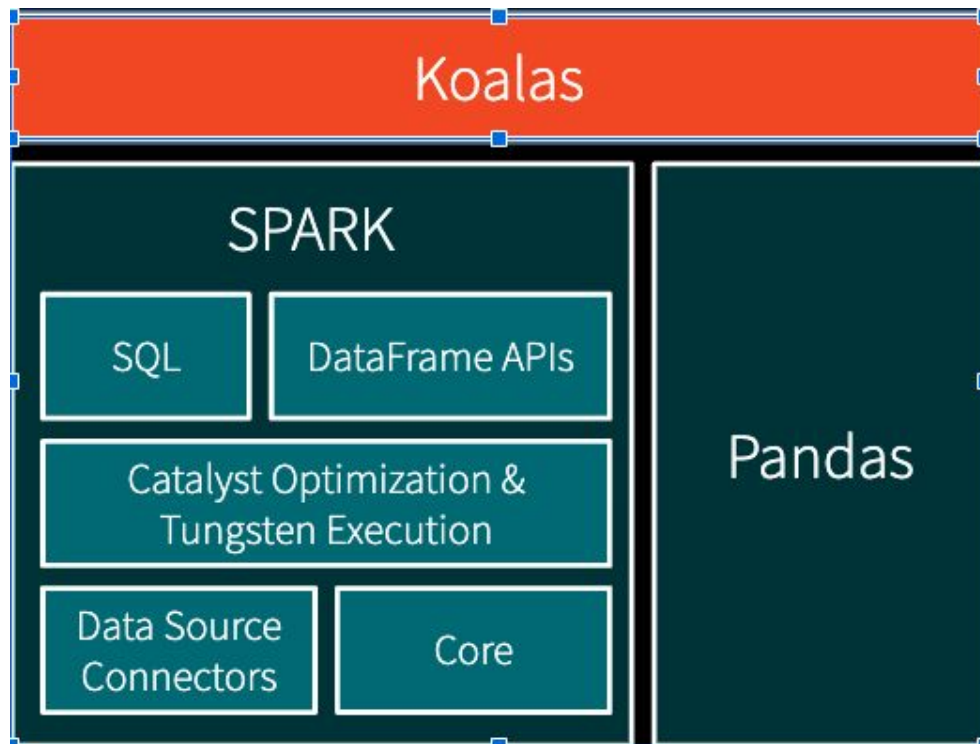 Koalas
SPARK
SQL
DataFrame APIs
Catalyst Optimization &
Tungsten Execution
Data Source
Connectors
Core
Pandas